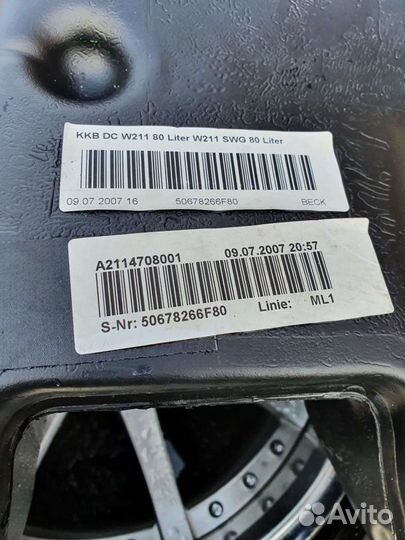 KKB DC W211 80 Liter W211 SWG 80 Liter
09.07.2007 16 50678266F80 BECK
A2114708001 09.07.2007 20:57
S-Nr: 50678266F80 Linie: ML1
Avito